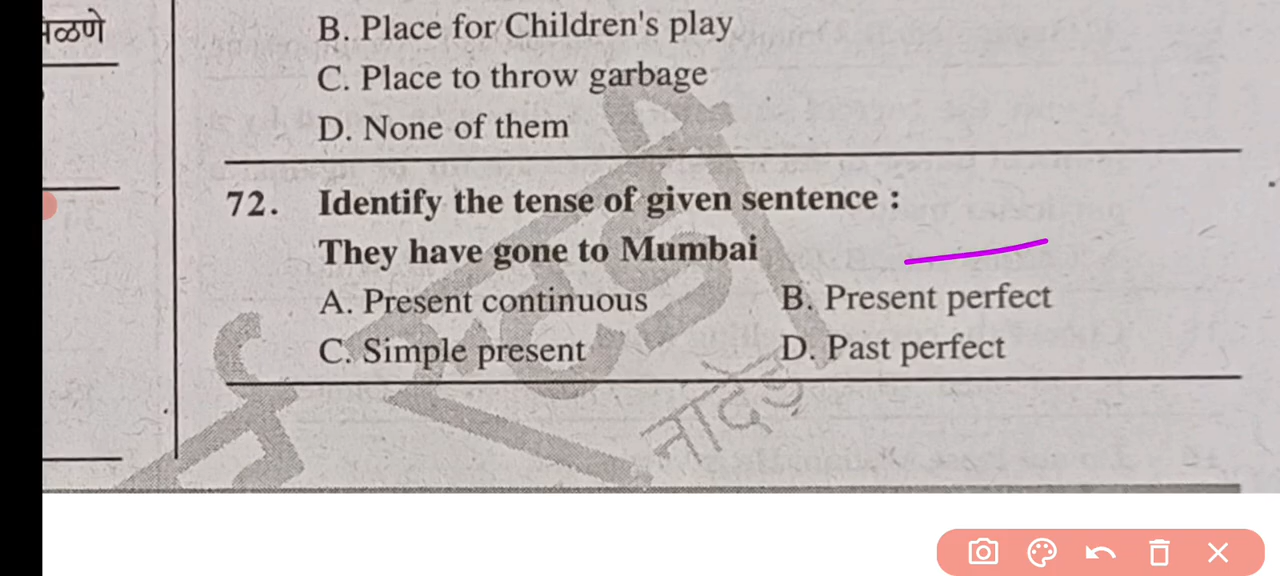 B. Place for Children's play
C. Place to throw garbage
D. None of them
72. Identify the tense of given sentence :
They have gone to Mumbai
A. Present continuous B. Present perfect
C. Simple present D. Past perfect
नांदेड